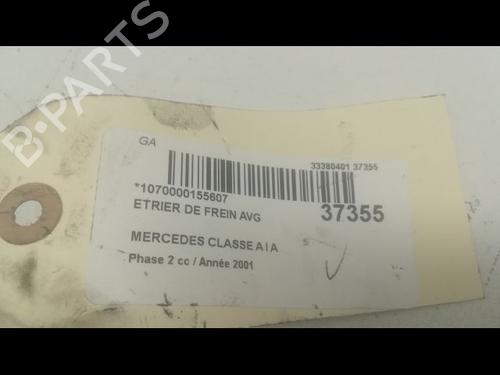 GA
33380401 37355
*1070000155607
37355
ETRIER DE FREIN AVG
MERCEDES CLASSE A I A
Phase 2 cc / Année 2001
B-PARTS